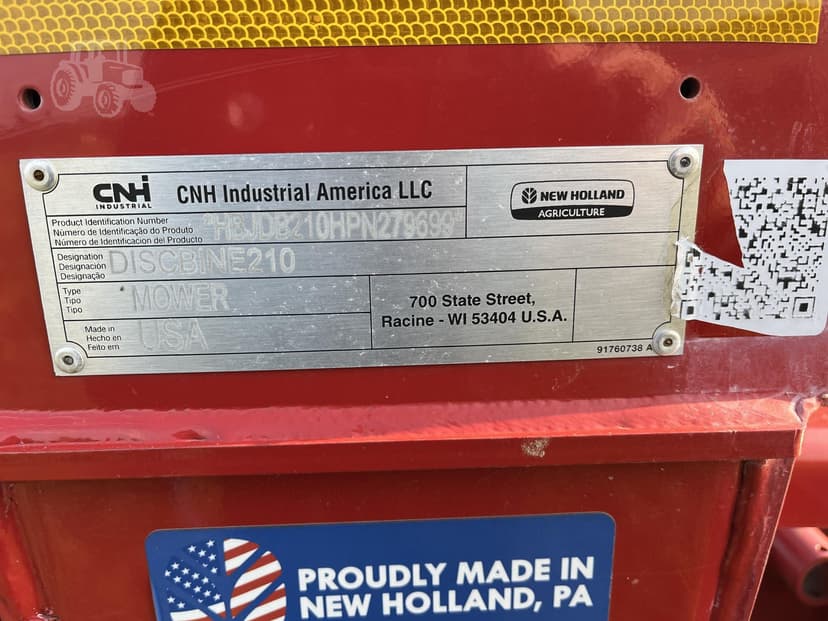 CNH
INDUSTRIAL
CNH Industrial America LLC
NEW HOLLAND
AGRICULTURE
Product Identification Number
Número de Identificação do Produto
Número de Identificacion del Producto
*H8JDB210HPN279699*
Designation
Designación
Designação
DISCBINE210
Type
Tipo
Tipo
MOWER
700 State Street,
Racine - WI 53404 U.S.A.
Made in
Hecho en
Feito em
USA
91760738 A
PROUDLY MADE IN
NEW HOLLAND, PA